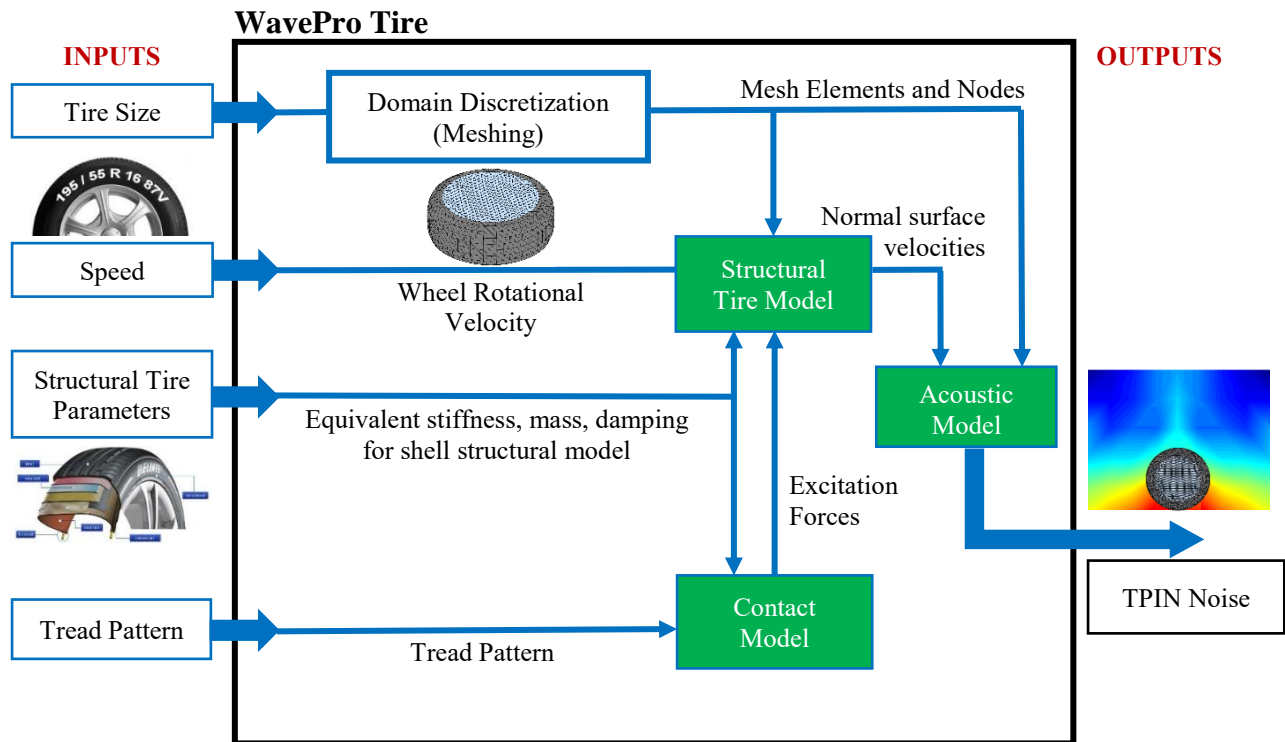 WavePro Tire
INPUTS
OUTPUTS
Tire Size
Domain Discretization
(Meshing)
Mesh Elements and Nodes
195 / 55 R 16 87V
Normal surface
velocities
Speed
Structural
Tire Model
Wheel Rotational
Velocity
Structural Tire
Parameters
Equivalent stiffness, mass, damping
for shell structural model
Acoustic
Model
Excitation
Forces
TPIN Noise
Tread Pattern
Contact
Model
Tread Pattern